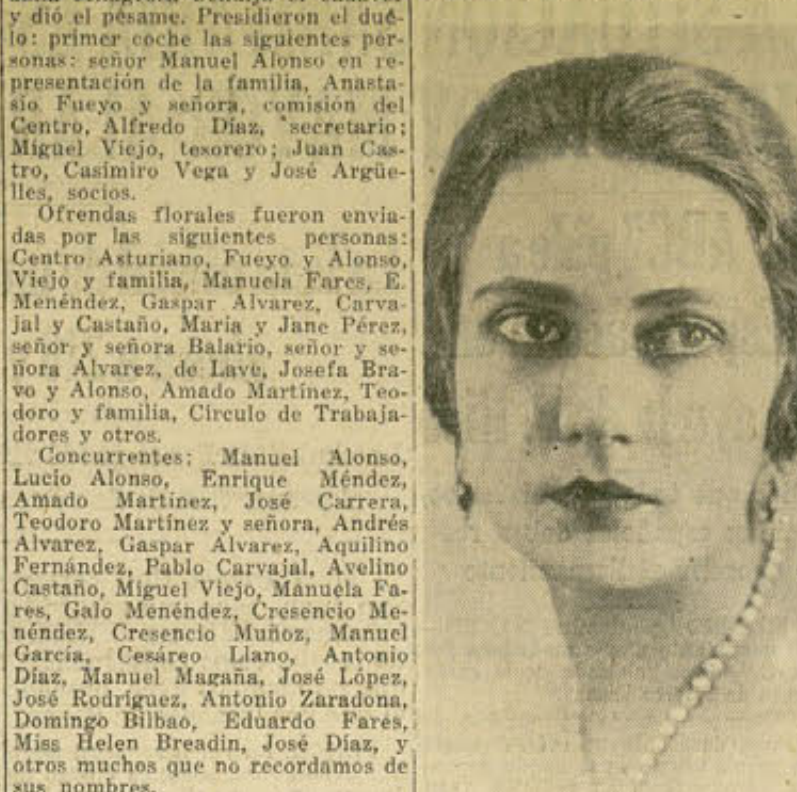 y dió el pésame. Presidieron el dué-
lo: primer coche las siguientes per-
sonas: señor Manuel Alonso en re-
presentación de la familia, Anasta-
sio Fueyo y señora, comisión del
Centro, Alfredo Díaz, secretario;
Miguel Viejo, tesorero; Juan Cas-
tro, Casimiro Vega y José Argüe-
lles, socios.
Ofrendas florales fueron envia-
das por las siguientes personas:
Centro Asturiano, Fueyo y Alonso,
Viejo y familia, Manuela Fares, E.
Menéndez, Gaspar Alvarez, Carva-
jal y Castaño, María y Jane Pérez,
señor y señora Balario, señor y se-
ñora Alvarez, de Lave, Josefa Bra-
vo y Alonso, Amado Martínez, Teo-
doro y familia, Círculo de Trabaja-
dores y otros.
Concurrentes: Manuel Alonso,
Lucio Alonso, Enrique Méndez,
Amado Martínez, José Carrera,
Teodoro Martínez y señora, Andrés
Alvarez, Gaspar Alvarez, Aquilino
Fernández, Pablo Carvajal, Avelino
Castaño, Miguel Viejo, Manuela Fa-
res, Galo Menéndez, Cresencio Me-
néndez, Cresencio Muñoz, Manuel
García, Cesáreo Llano, Antonio
Díaz, Manuel Magaña, José López,
José Rodríguez, Antonio Zaradona,
Domingo Bilbao, Eduardo Fares,
Miss Helen Breadin, José Díaz, y
otros muchos que no recordamos de
sus nombres.